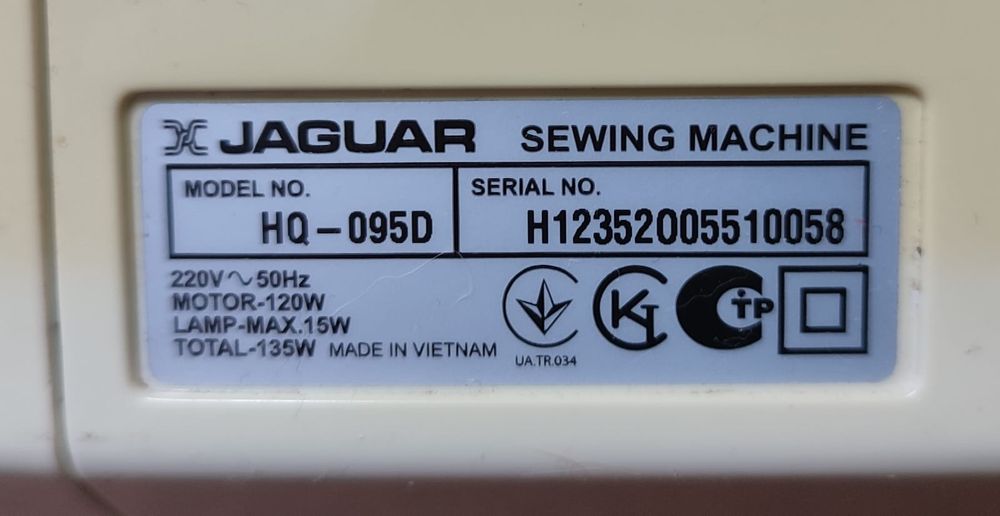 JAGUAR SEWING MACHINE
MODEL NO. SERIAL NO.
HQ-095D H12352005510058
220V~50Hz
MOTOR-120W
LAMP-MAX.15W
TOTAL-135W MADE IN VIETNAM
UA.TR.034
TP